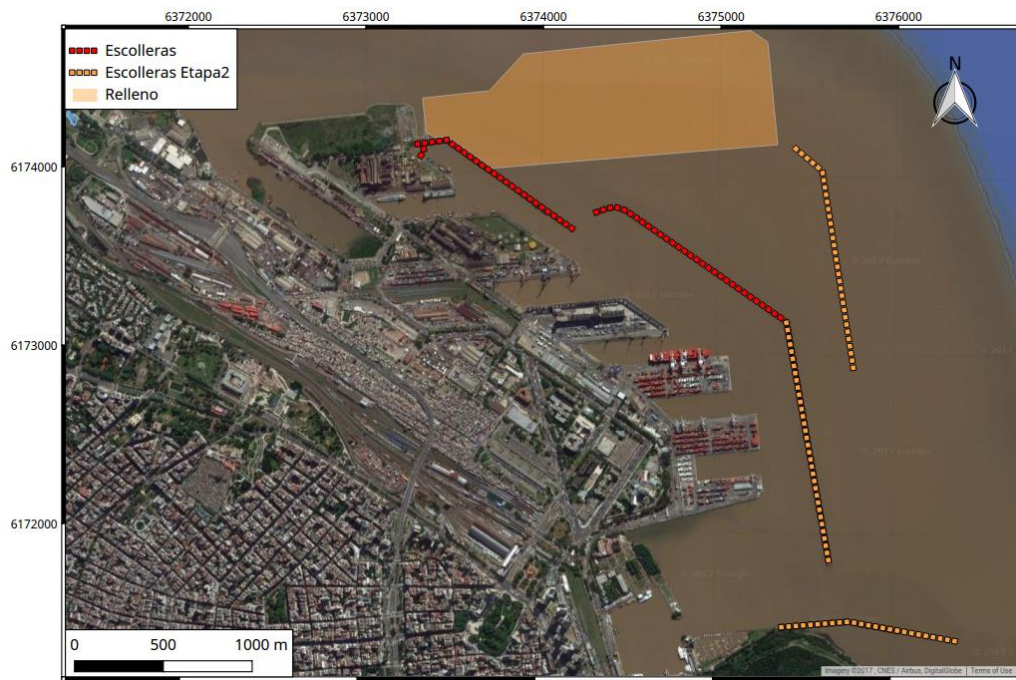 6372000 6373000 6374000 6375000 6376000
Escolleras
Escolleras Etapa2
Relleno
N
6174000
6173000
6172000
0 500 1000 m
Imagery ©2017, CNES / Airbus, DigitalGlobe | Terms of Use